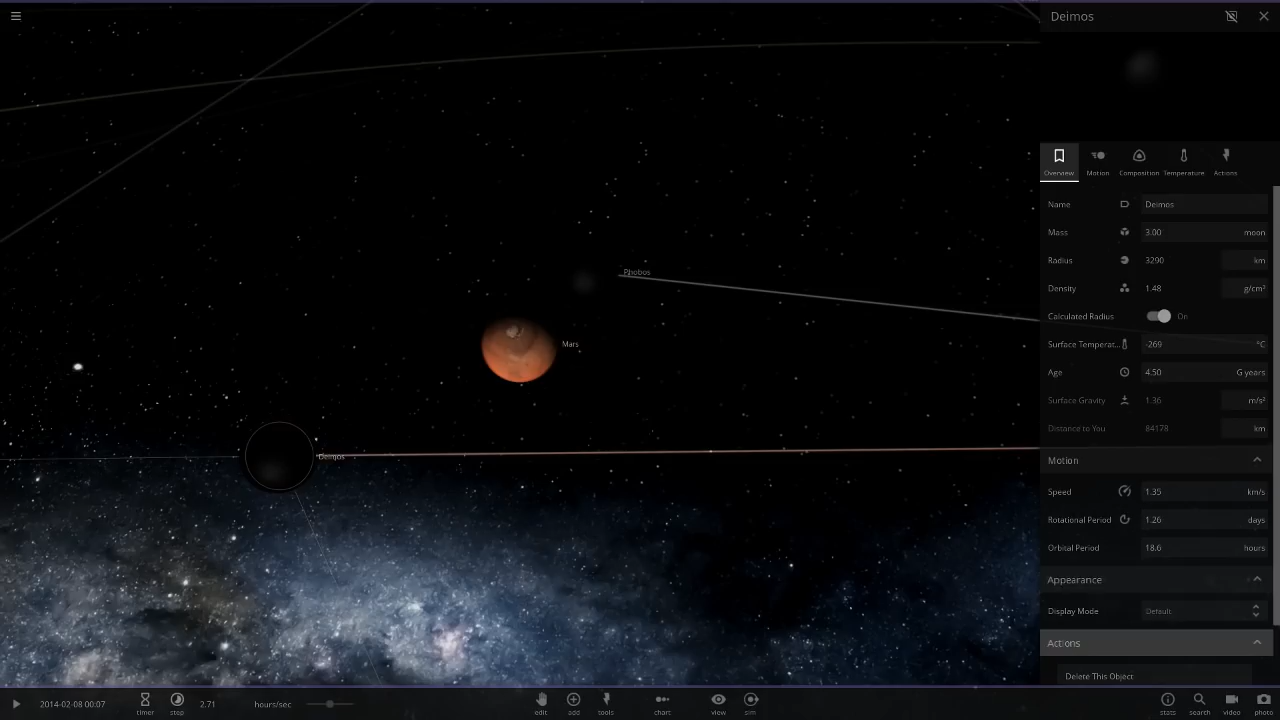 Deimos
Overview
Motion
Composition
Temperature
Actions
Name Deimos
Mass 3.00 moon
Radius 3290 km
Density 1.48 g/cm³
Calculated Radius On
Surface Temperat... -269 °C
Age 4.50 G years
Surface Gravity 1.36 m/s²
Distance to You 84178 km
Motion
Speed 1.35 km/s
Rotational Period 1.26 days
Orbital Period 18.6 hours
Appearance
Display Mode Default
Actions
Delete This Object
Phobos
Mars
Deimos
2014-02-08 00:07
timer
step
2.71 hours/sec
edit
add
tools
chart
view
sim
stats
search
video
photo